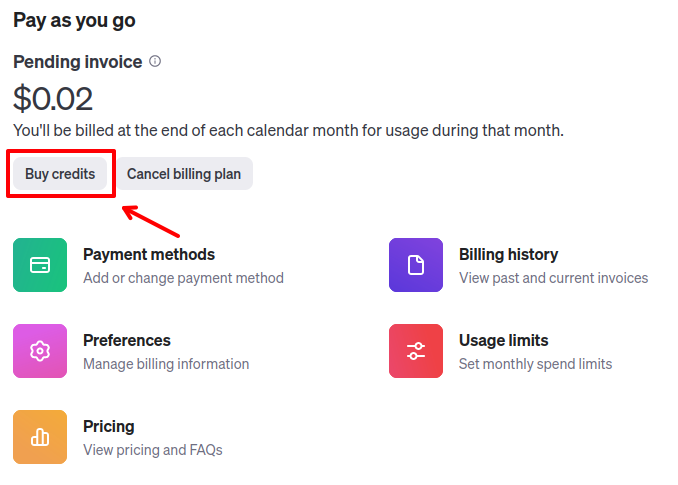 Pay as you go
Pending invoice
$0.02
You'll be billed at the end of each calendar month for usage during that month.
Buy credits
Cancel billing plan
Payment methods
Add or change payment method
Billing history
View past and current invoices
Preferences
Manage billing information
Usage limits
Set monthly spend limits
Pricing
View pricing and FAQs